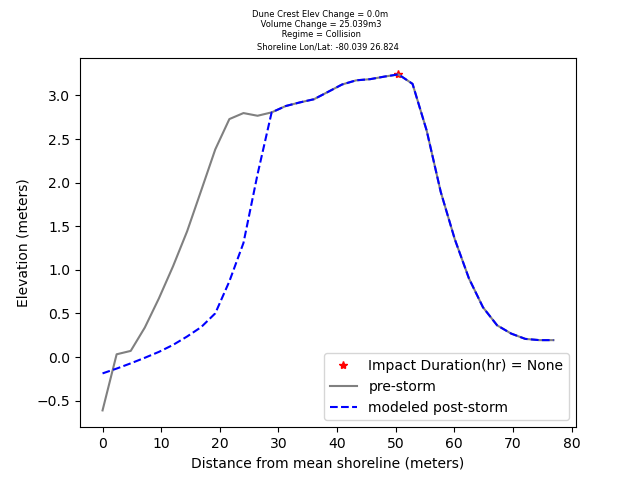 Dune Crest Elev Change = 0.0m
Volume Change = 25.039m3
Regime = Collision
Shoreline Lon/Lat: -80.039 26.824
3.0
2.5
2.0
1.5
1.0
0.5
0.0
−0.5
Elevation (meters)
Impact Duration(hr) = None
pre-storm
modeled post-storm
0 10 20 30 40 50 60 70 80
Distance from mean shoreline (meters)